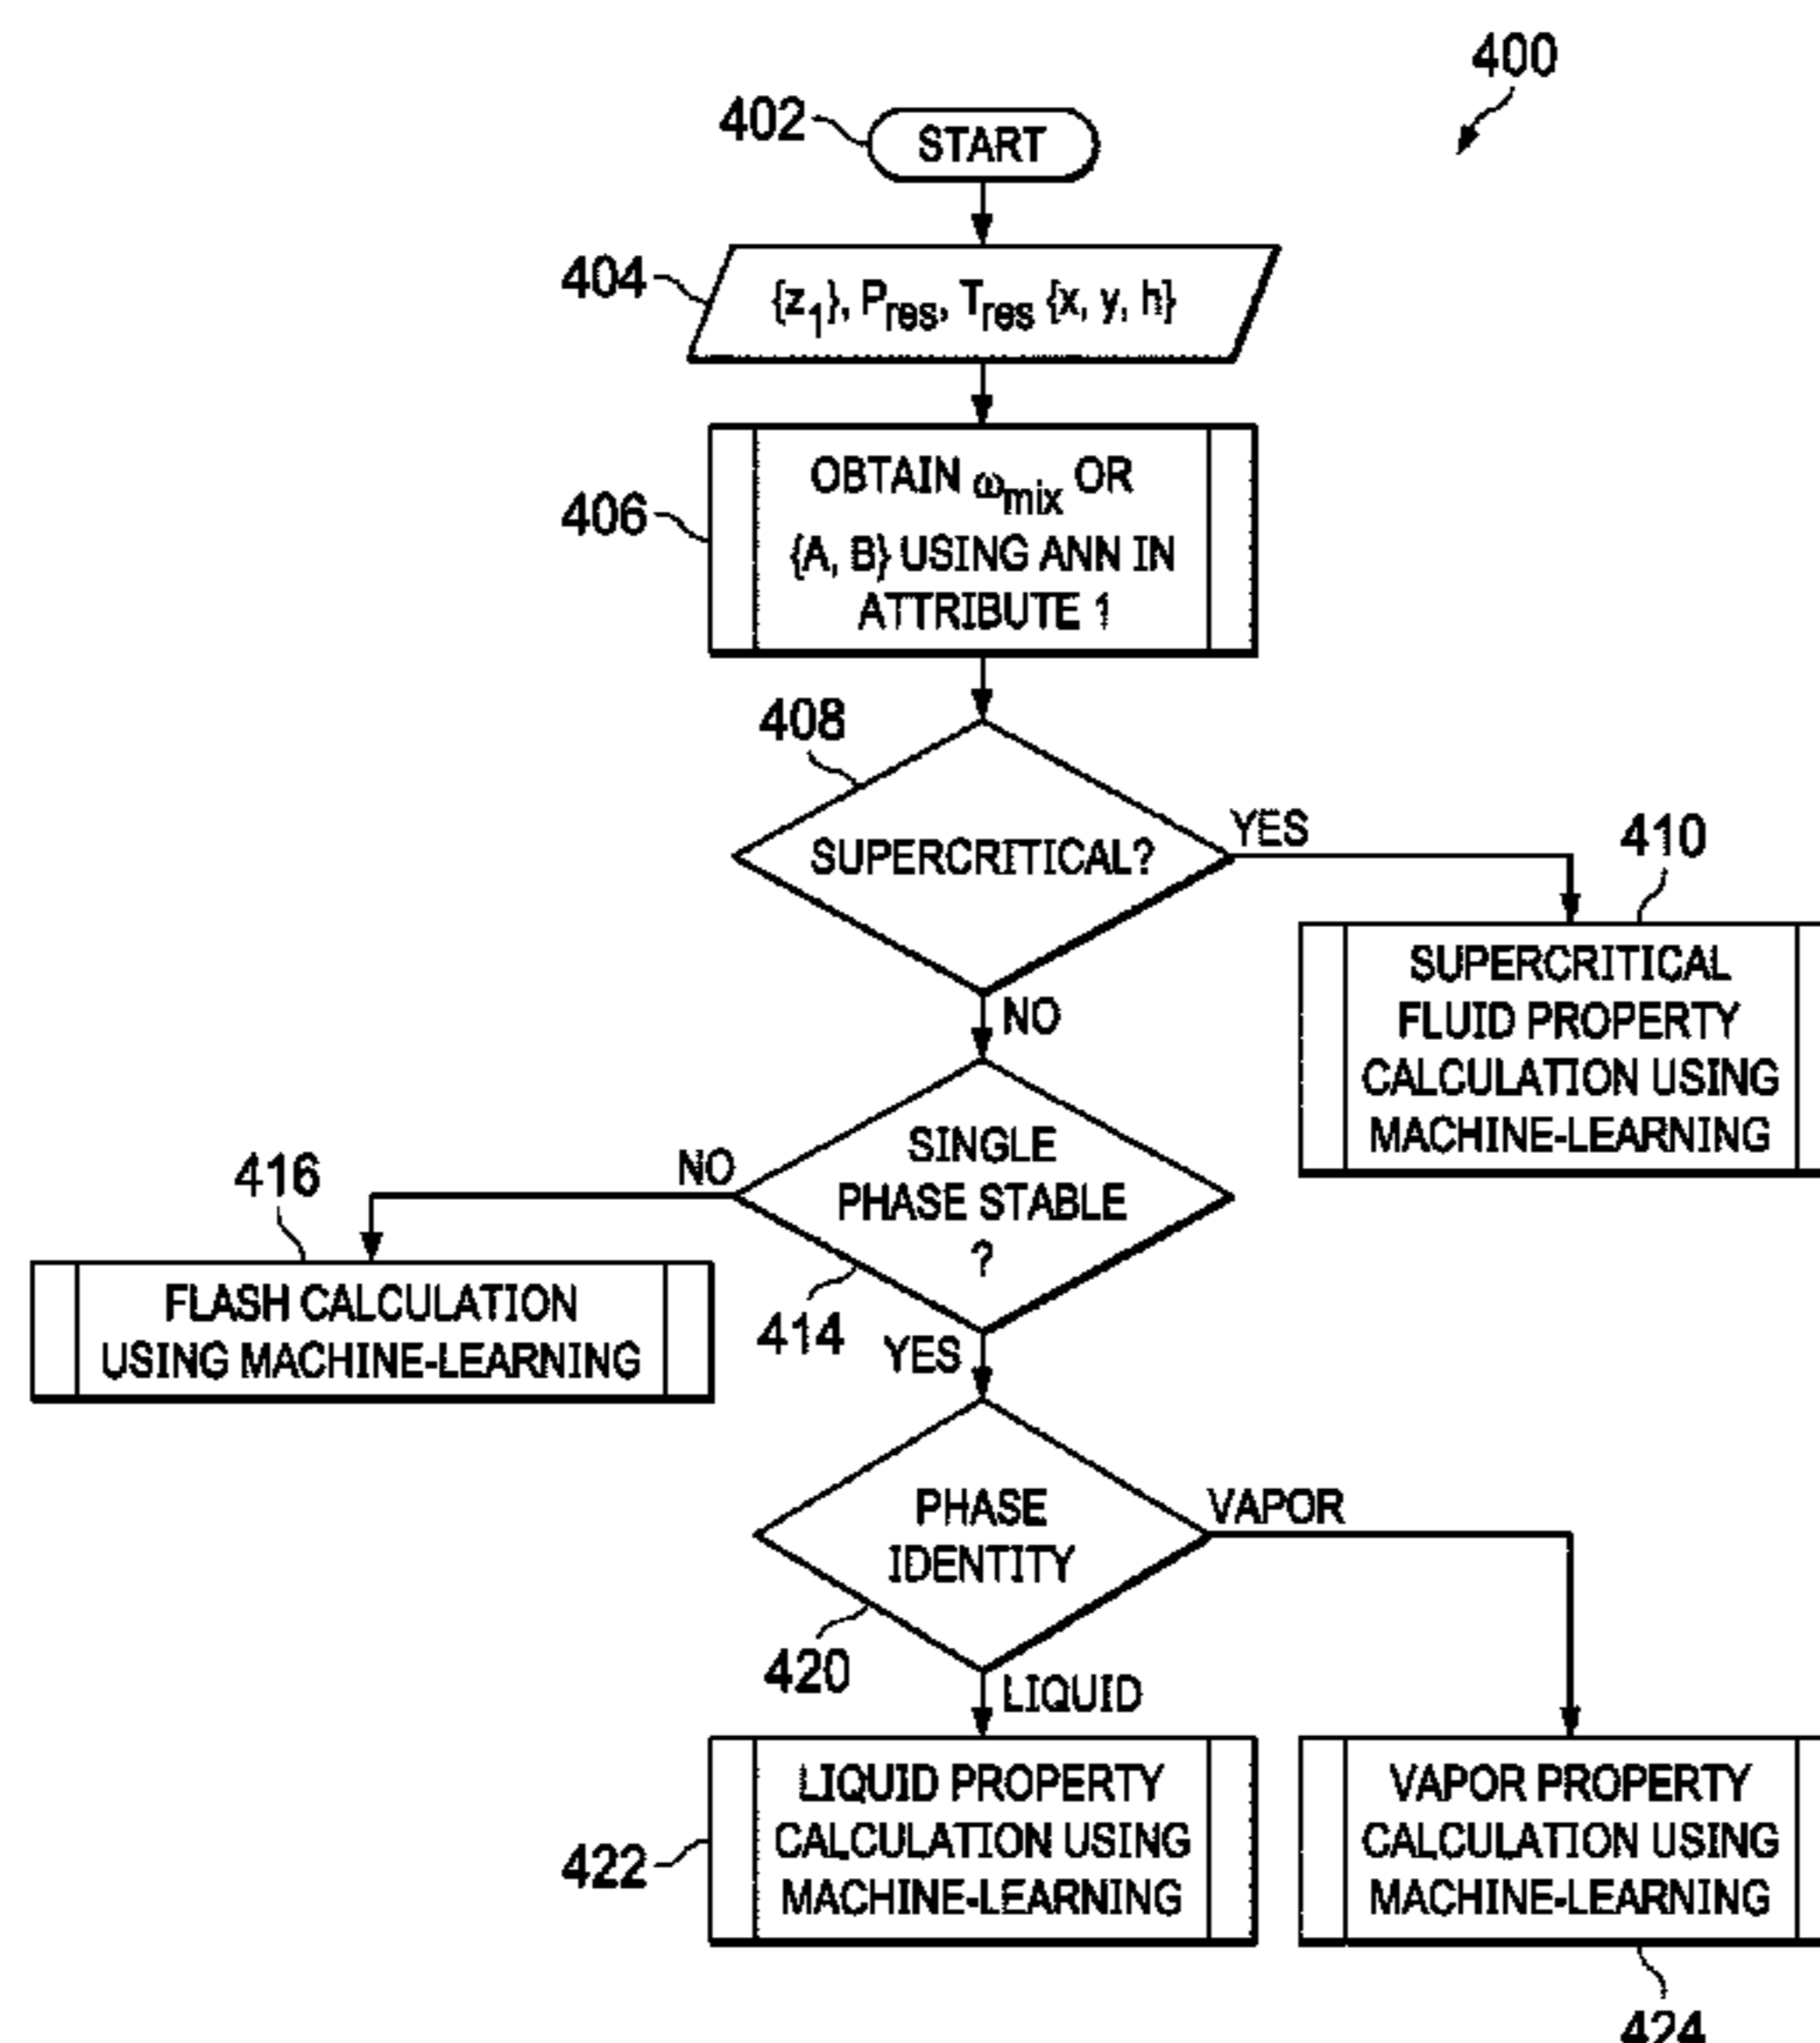 400
402
START
404
{z₁}, Pres, Tres {x, y, h}
406
OBTAIN ωmix OR
{A, B} USING ANN IN
ATTRIBUTE 1
408
SUPERCRITICAL?
YES
410
SUPERCRITICAL
FLUID PROPERTY
CALCULATION USING
MACHINE-LEARNING
NO
SINGLE
PHASE STABLE
?
414
NO
416
FLASH CALCULATION
USING MACHINE-LEARNING
YES
PHASE
IDENTITY
420
VAPOR
LIQUID
422
LIQUID PROPERTY
CALCULATION USING
MACHINE-LEARNING
VAPOR PROPERTY
CALCULATION USING
MACHINE-LEARNING
424